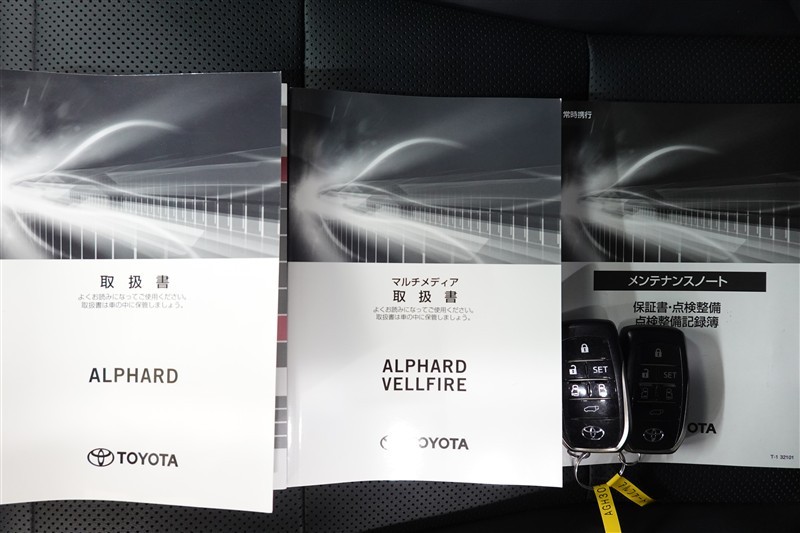 取扱書
よくお読みになってご使用ください。
取扱書は車の中に保管しましょう。
ALPHARD
TOYOTA
マルチメディア
取扱書
よくお読みになってご使用ください。
取扱書は車の中に保管しましょう。
ALPHARD
VELLFIRE
TOYOTA
常時携行
メンテナンスノート
保証書・点検整備
点検整備記録簿
SET
SET
OTA
T-1 32121
AGH30